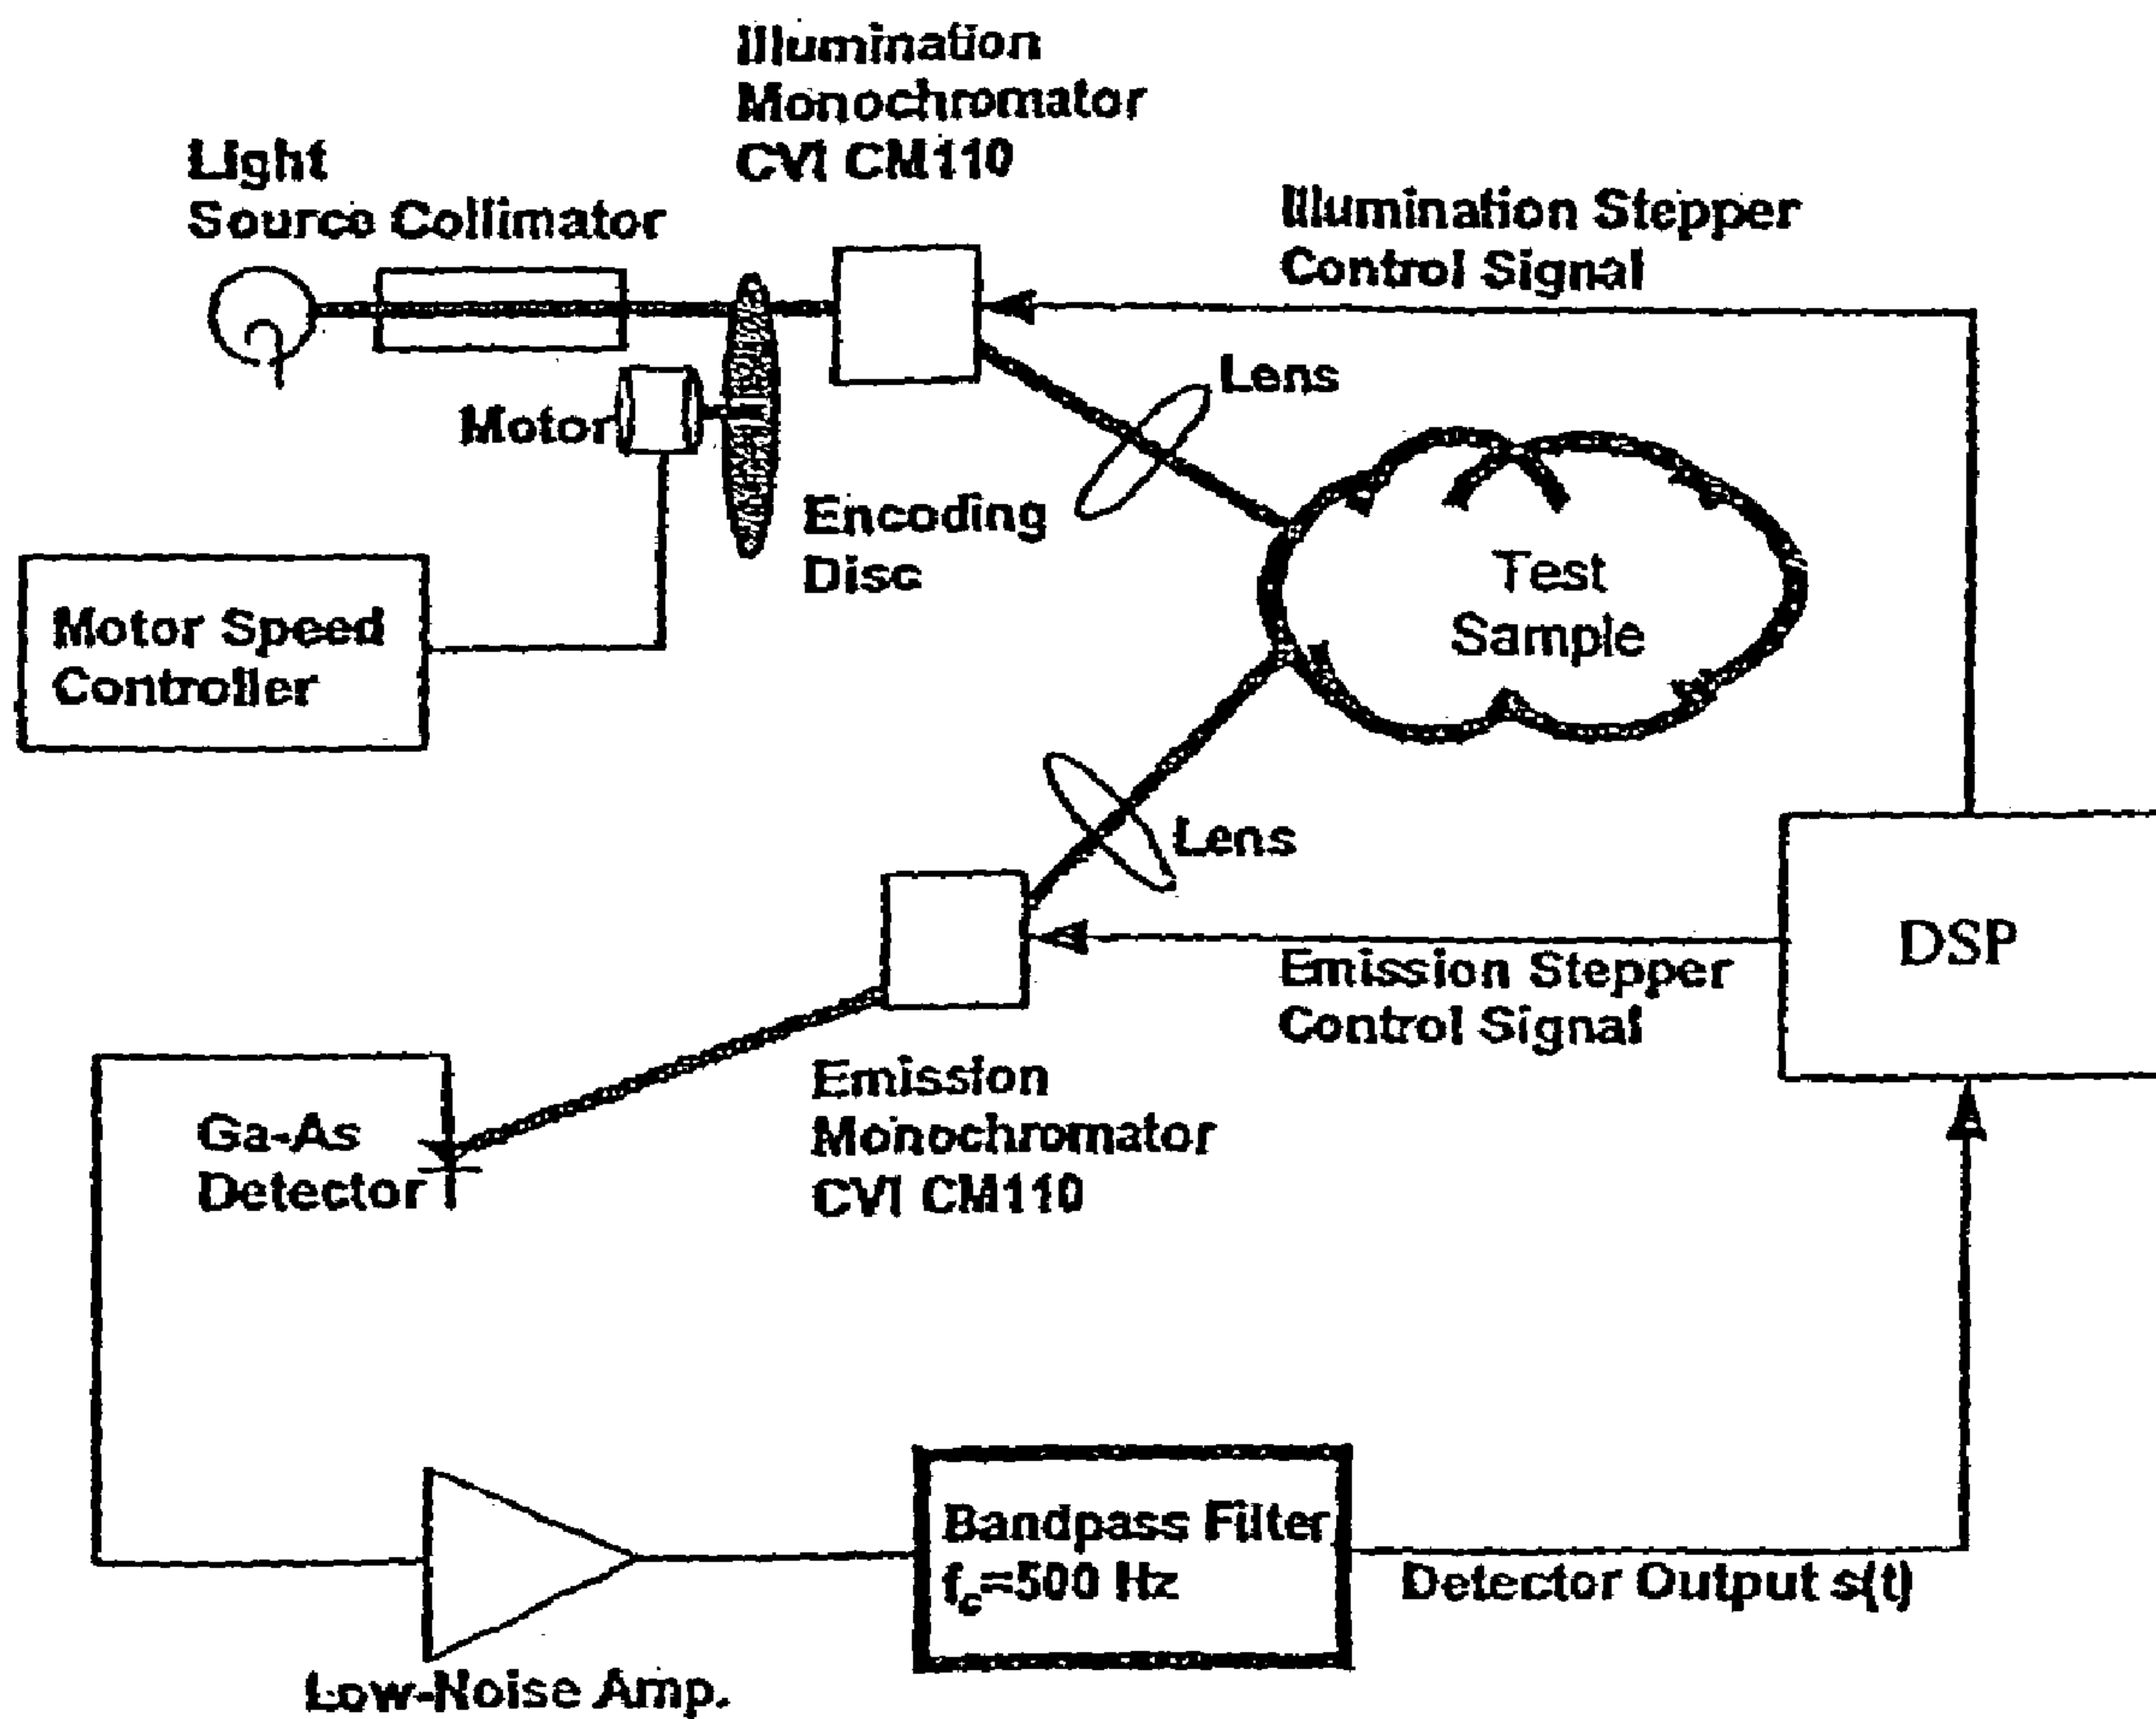 Illumination
Monochromator
CVI CM110
Light
Source Collimator
Illumination Stepper
Control Signal
Lens
Motor
Encoding
Disc
Test
Sample
Motor Speed
Controller
Lens
DSP
Emission Stepper
Control Signal
Emission
Monochromator
CVI CM110
Ga-As
Detector
Bandpass Filter
fc=500 Hz
Detector Output s(t)
Low-Noise Amp.